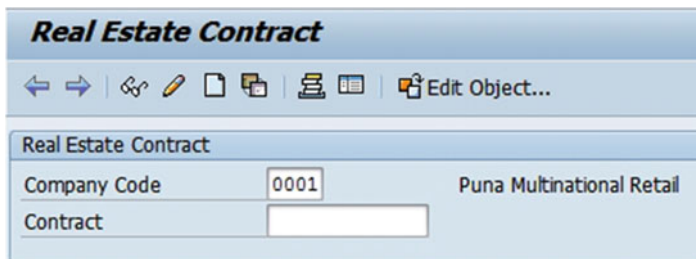 Real Estate Contract
Edit Object...
Real Estate Contract
Company Code 0001 Puna Multinational Retail
Contract